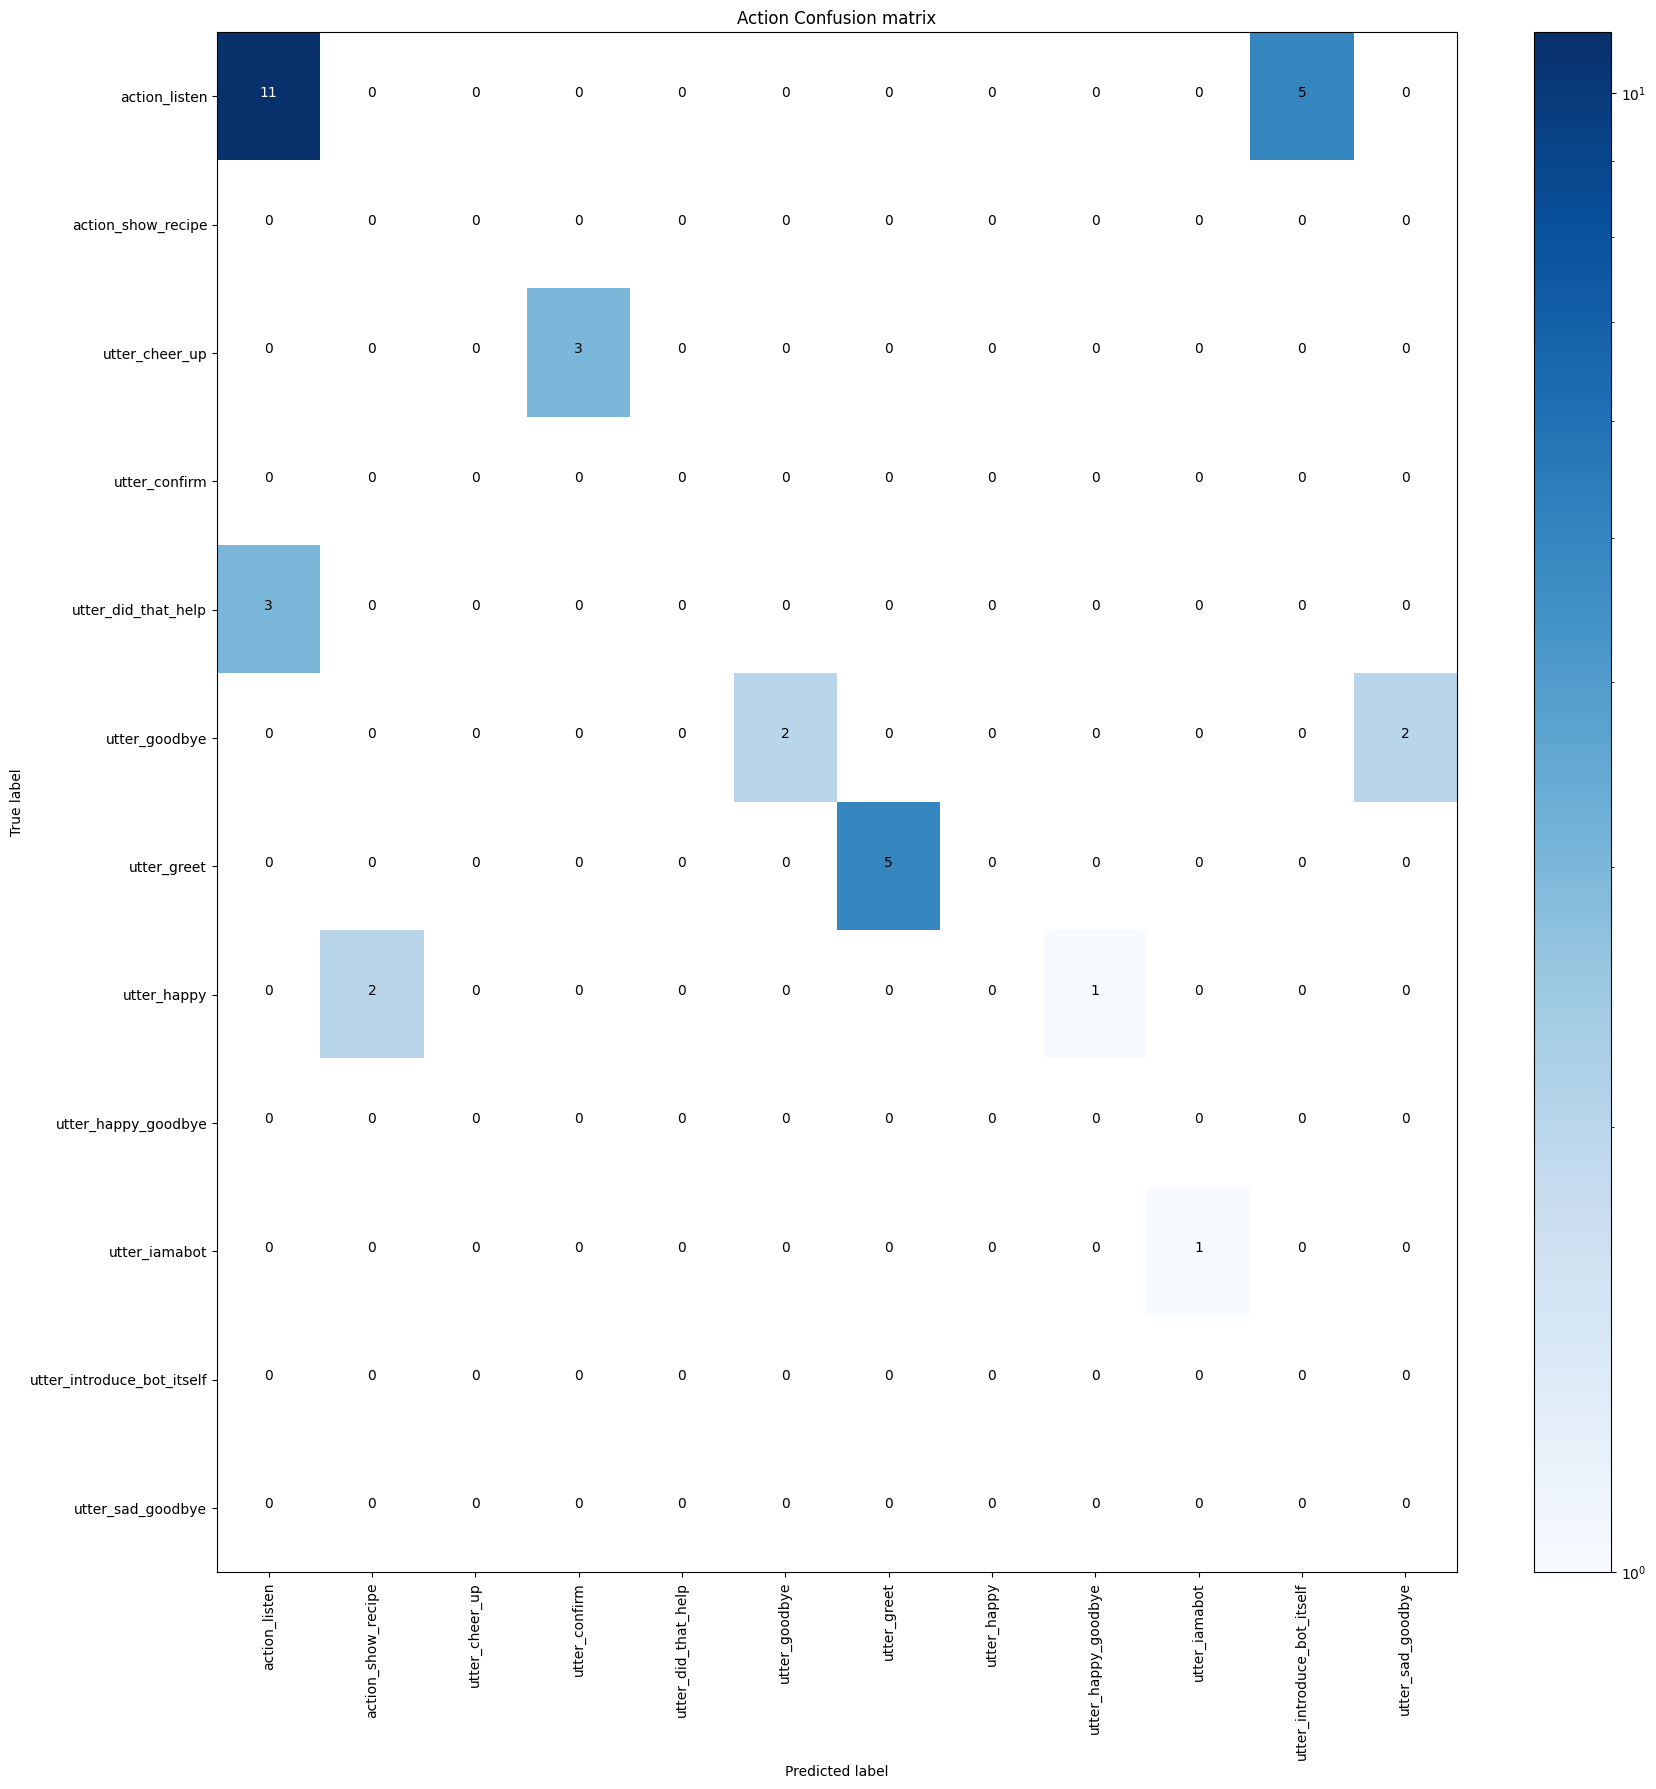 Action Confusion matrix
True label
action_listen 11 0 0 0 0 0 0 0 0 0 5 0
action_show_recipe 0 0 0 0 0 0 0 0 0 0 0 0
utter_cheer_up 0 0 0 3 0 0 0 0 0 0 0 0
utter_confirm 0 0 0 0 0 0 0 0 0 0 0 0
utter_did_that_help 3 0 0 0 0 0 0 0 0 0 0 0
utter_goodbye 0 0 0 0 0 2 0 0 0 0 0 2
utter_greet 0 0 0 0 0 0 5 0 0 0 0 0
utter_happy 0 2 0 0 0 0 0 0 1 0 0 0
utter_happy_goodbye 0 0 0 0 0 0 0 0 0 0 0 0
utter_iamabot 0 0 0 0 0 0 0 0 0 1 0 0
utter_introduce_bot_itself 0 0 0 0 0 0 0 0 0 0 0 0
utter_sad_goodbye 0 0 0 0 0 0 0 0 0 0 0 0
action_listen
action_show_recipe
utter_cheer_up
utter_confirm
utter_did_that_help
utter_goodbye
utter_greet
utter_happy
utter_happy_goodbye
utter_iamabot
utter_introduce_bot_itself
utter_sad_goodbye
Predicted label
10¹
10⁰